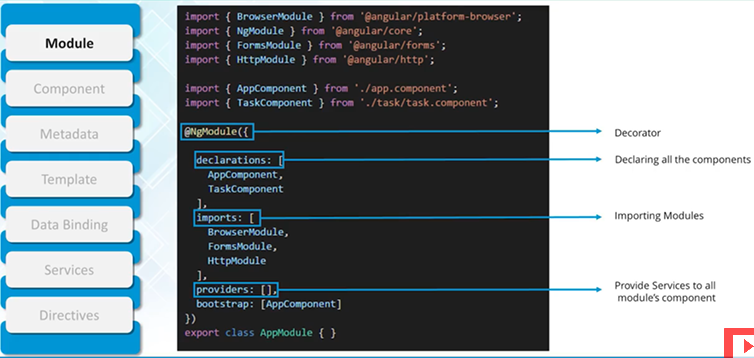 Module
Component
Metadata
Template
Data Binding
Services
Directives
import { BrowserModule } from '@angular/platform-browser';
import { NgModule } from '@angular/core';
import { FormsModule } from '@angular/forms';
import { HttpModule } from '@angular/http';
import { AppComponent } from './app.component';
import { TaskComponent } from './task/task.component';
@NgModule({
declarations: [
AppComponent,
TaskComponent
],
imports: [
BrowserModule,
FormsModule,
HttpModule
],
providers: [],
bootstrap: [AppComponent]
})
export class AppModule { }
Decorator
Declaring all the components
Importing Modules
Provide Services to all
module's component